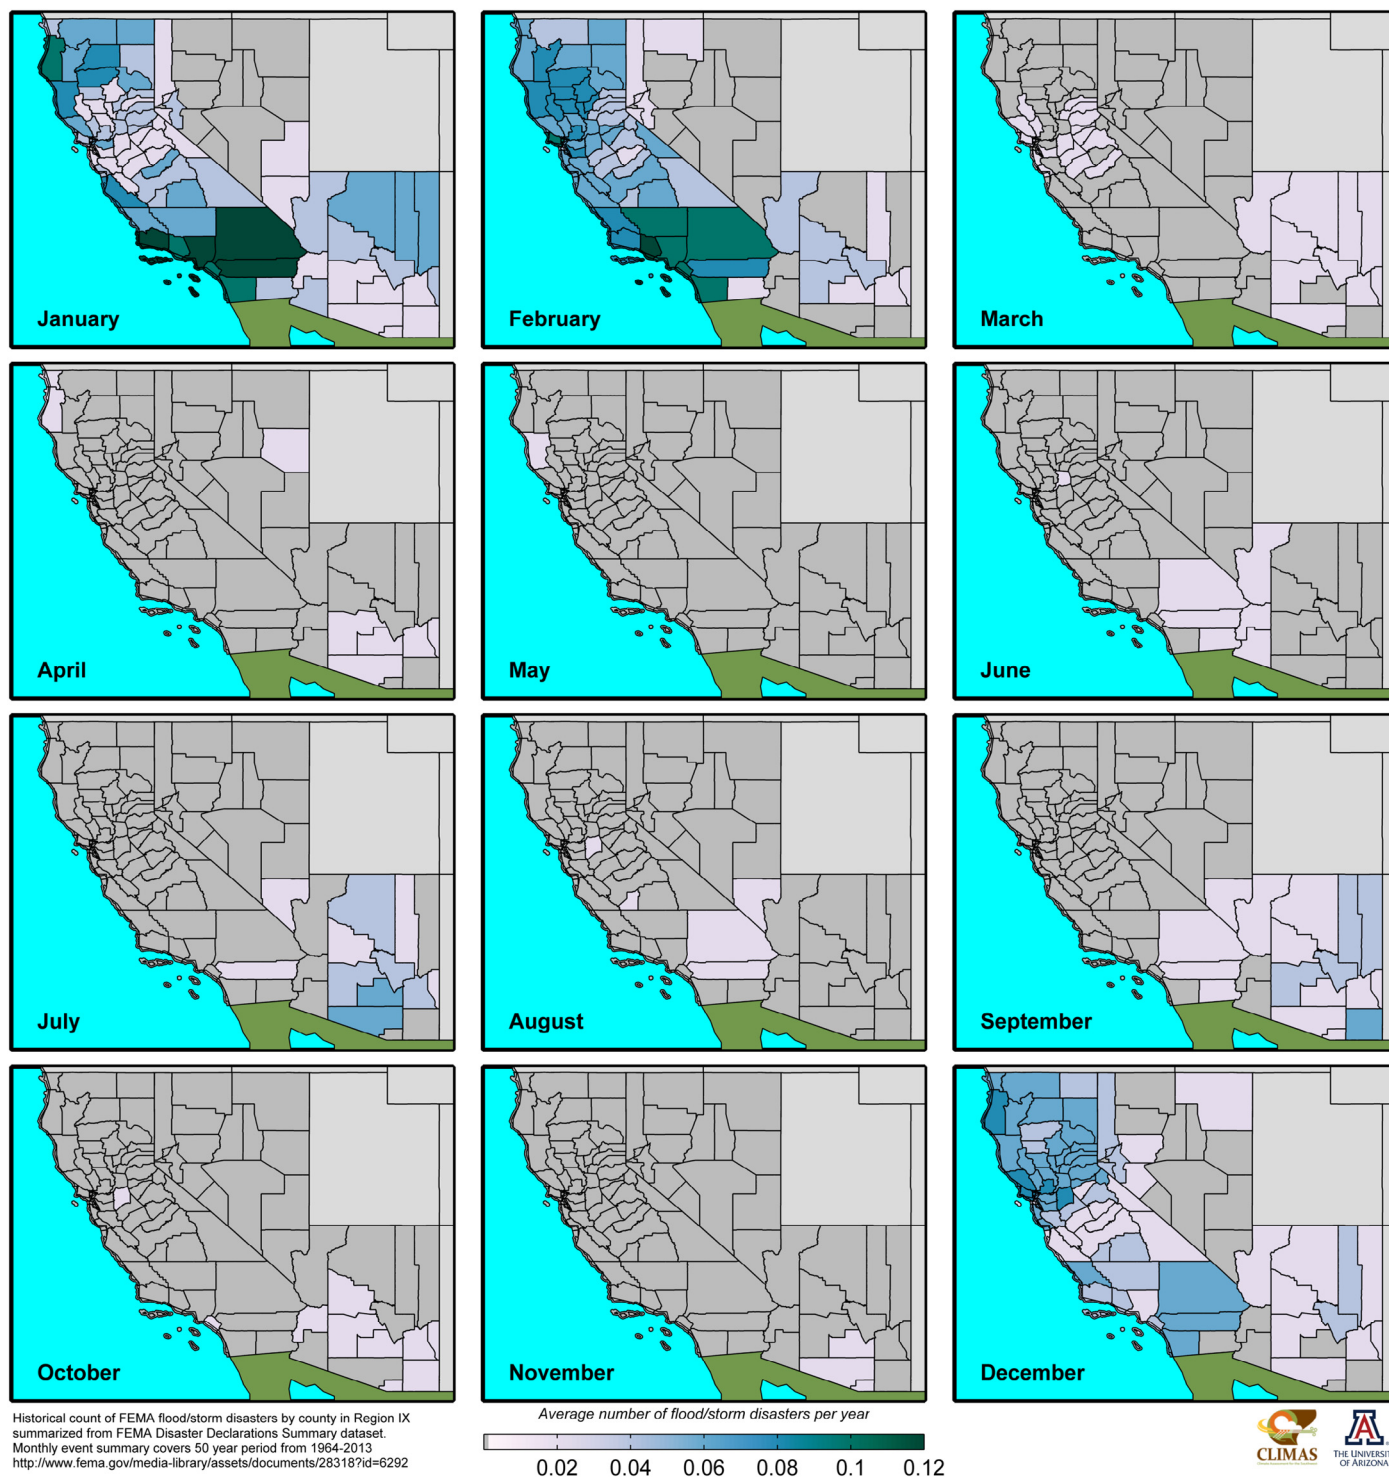 January
February
March
April
May
June
July
August
September
October
November
December
Historical count of FEMA flood/storm disasters by county in Region IX
summarized from FEMA Disaster Declarations Summary dataset.
Monthly event summary covers 50 year period from 1964-2013
http://www.fema.gov/media-library/assets/documents/28318?id=6292
Average number of flood/storm disasters per year
0.02 0.04 0.06 0.08 0.1 0.12
CLIMAS
A
THE UNIVERSI
OF ARIZONA